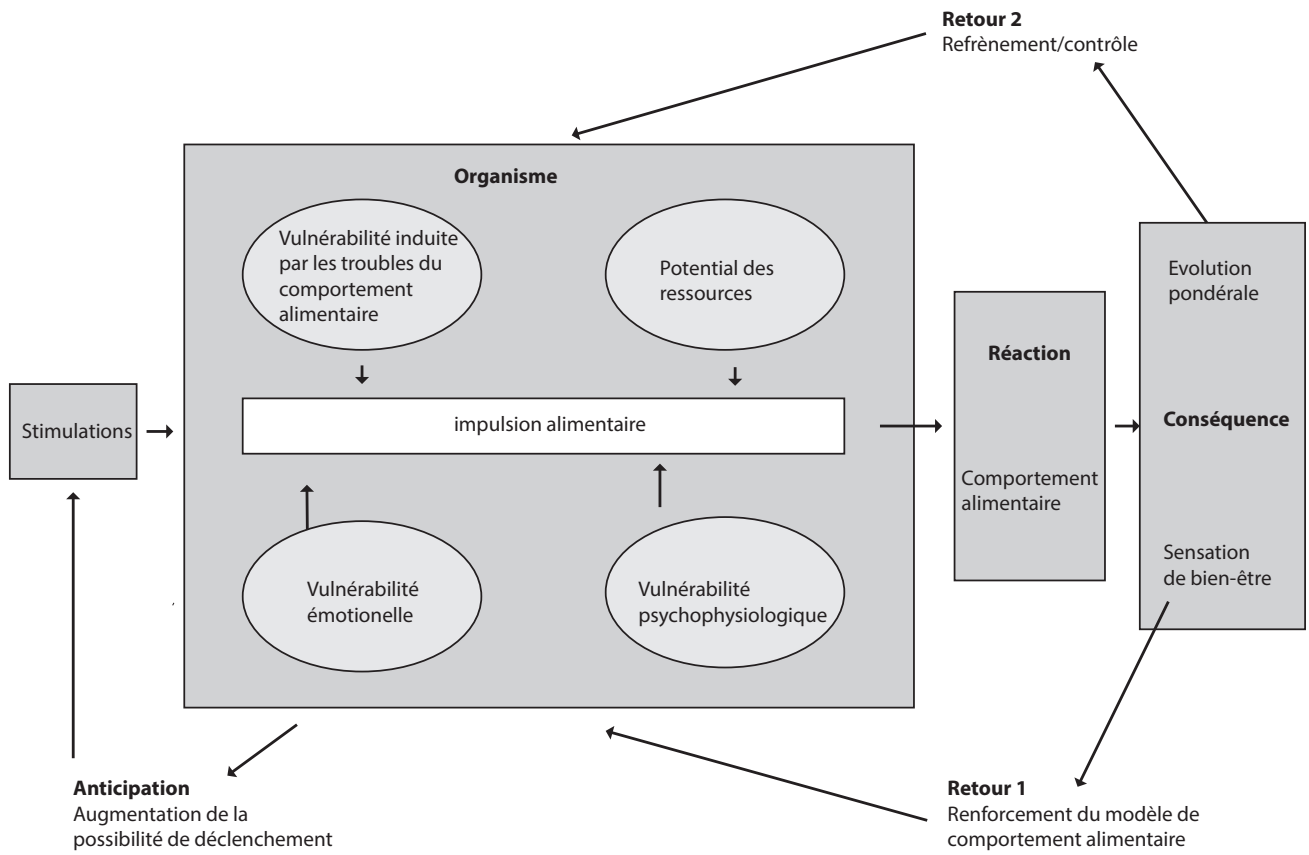 Retour 2
Refrènement/contrôle
Organisme
Vulnérabilité induite
par les troubles du
comportement
alimentaire
Potential des
ressources
Stimulations
impulsion alimentaire
Vulnérabilité
émotionelle
Vulnérabilité
psychophysiologique
Réaction
Comportement
alimentaire
Evolution
pondérale
Conséquence
Sensation
de bien-être
Anticipation
Augmentation de la
possibilité de déclenchement
Retour 1
Renforcement du modèle de
comportement alimentaire